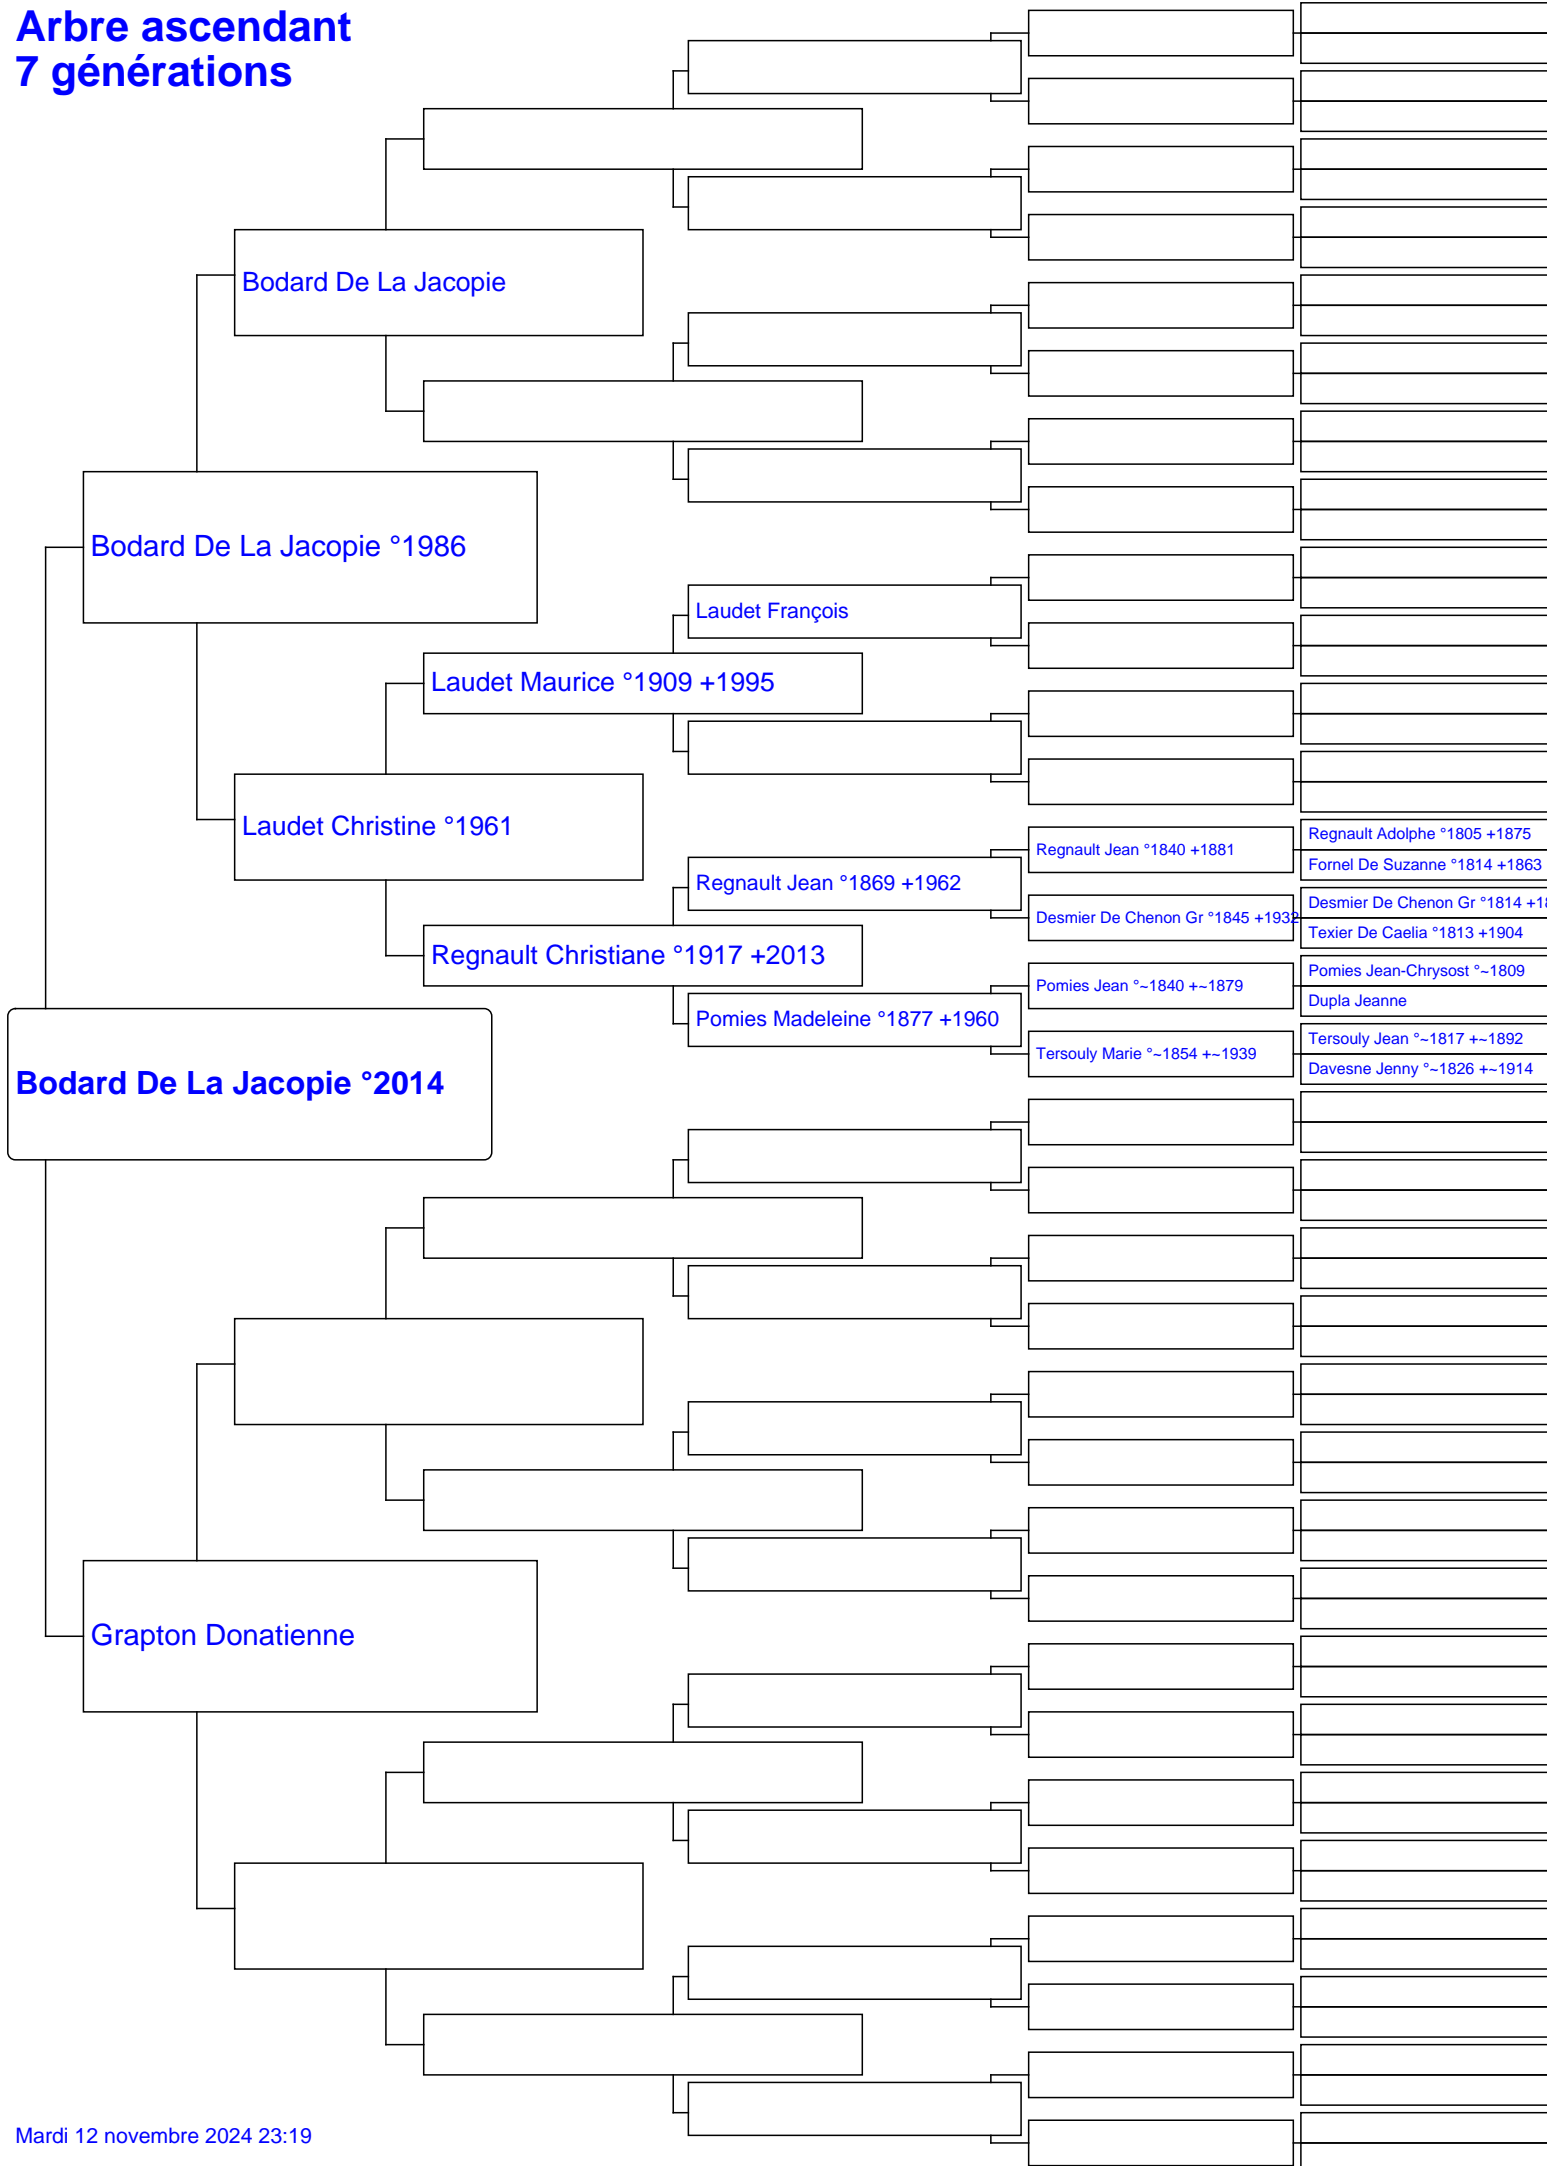 Arbre ascendant
7 générations
Bodard De La Jacopie
Bodard De La Jacopie °1986
Laudet François
Laudet Maurice °1909 +1995
Laudet Christine °1961
Regnault Adolphe °1805 +1875
Regnault Jean °1840 +1881
Fornel De Suzanne °1814 +1863
Regnault Jean °1869 +1962
Desmier De Chenon Gr °1814 +18
Desmier De Chenon Gr °1845 +1932
Texier De Caelia °1813 +1904
Regnault Christiane °1917 +2013
Pomies Jean-Chrysost °~1809
Pomies Jean °~1840 +~1879
Dupla Jeanne
Pomies Madeleine °1877 +1960
Tersouly Jean °~1817 +~1892
Tersouly Marie °~1854 +~1939
Davesne Jenny °~1826 +~1914
Bodard De La Jacopie °2014
Grapton Donatienne
Mardi 12 novembre 2024 23:19